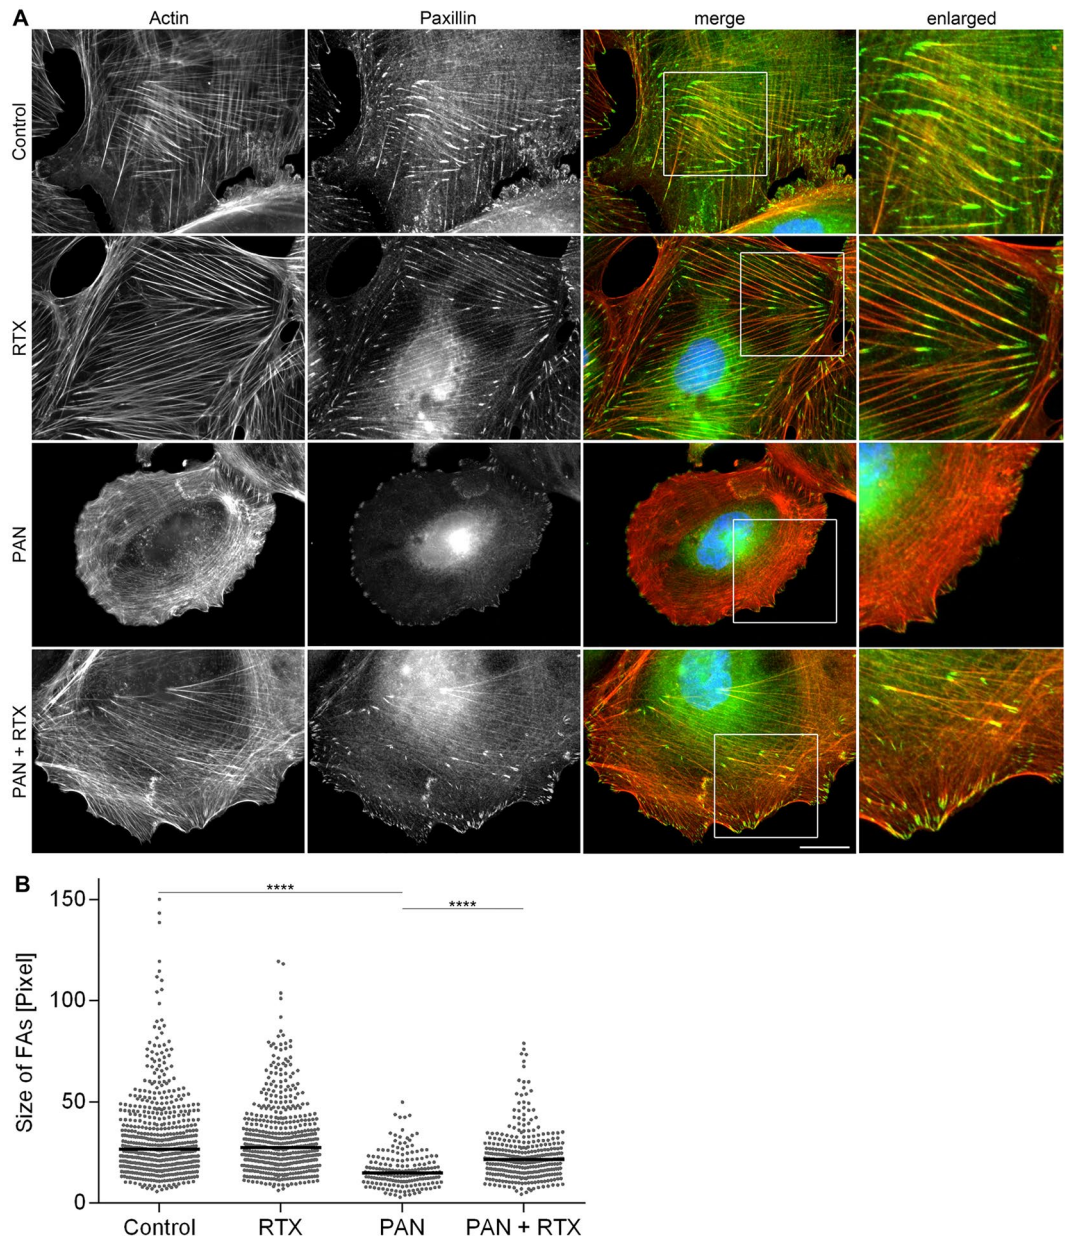 A
Actin
Paxillin
merge
enlarged
Control
RTX
PAN
PAN + RTX
B
****
****
Size of FAs [Pixel]
150
100
50
0
Control
RTX
PAN
PAN + RTX